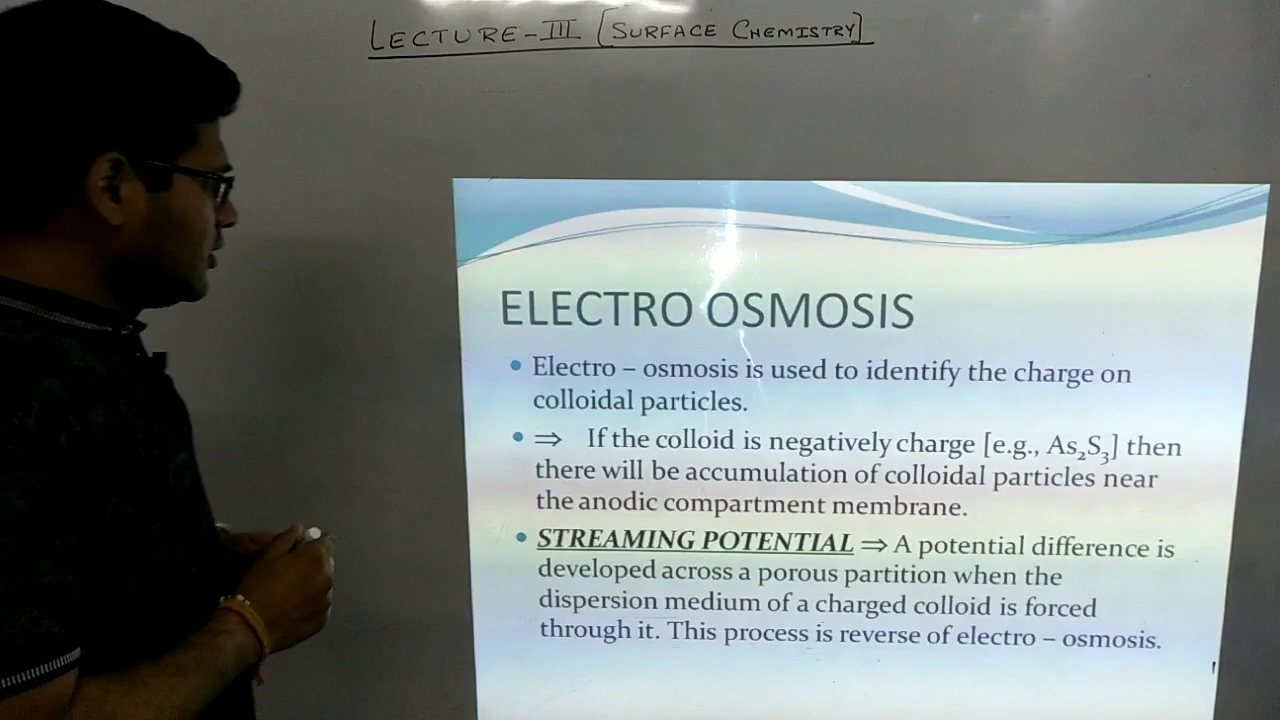 LECTURE-III [SURFACE CHEMISTRY]
ELECTRO OSMOSIS
• Electro – osmosis is used to identify the charge on
colloidal particles.
• ⇒ If the colloid is negatively charge [e.g., As₂S₃] then
there will be accumulation of colloidal particles near
the anodic compartment membrane.
• STREAMING POTENTIAL ⇒ A potential difference is
developed across a porous partition when the
dispersion medium of a charged colloid is forced
through it. This process is reverse of electro – osmosis.